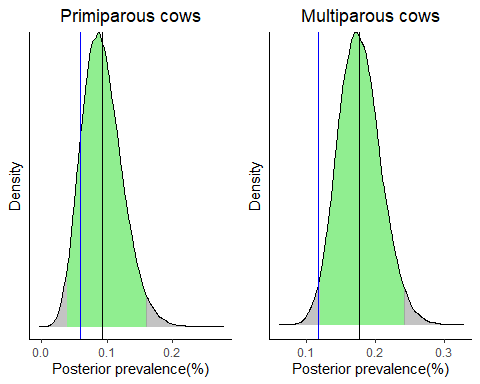 Primiparous cows
Density
0.0 0.1 0.2
Posterior prevalence(%)
Multiparous cows
Density
0.1 0.2 0.3
Posterior prevalence(%)